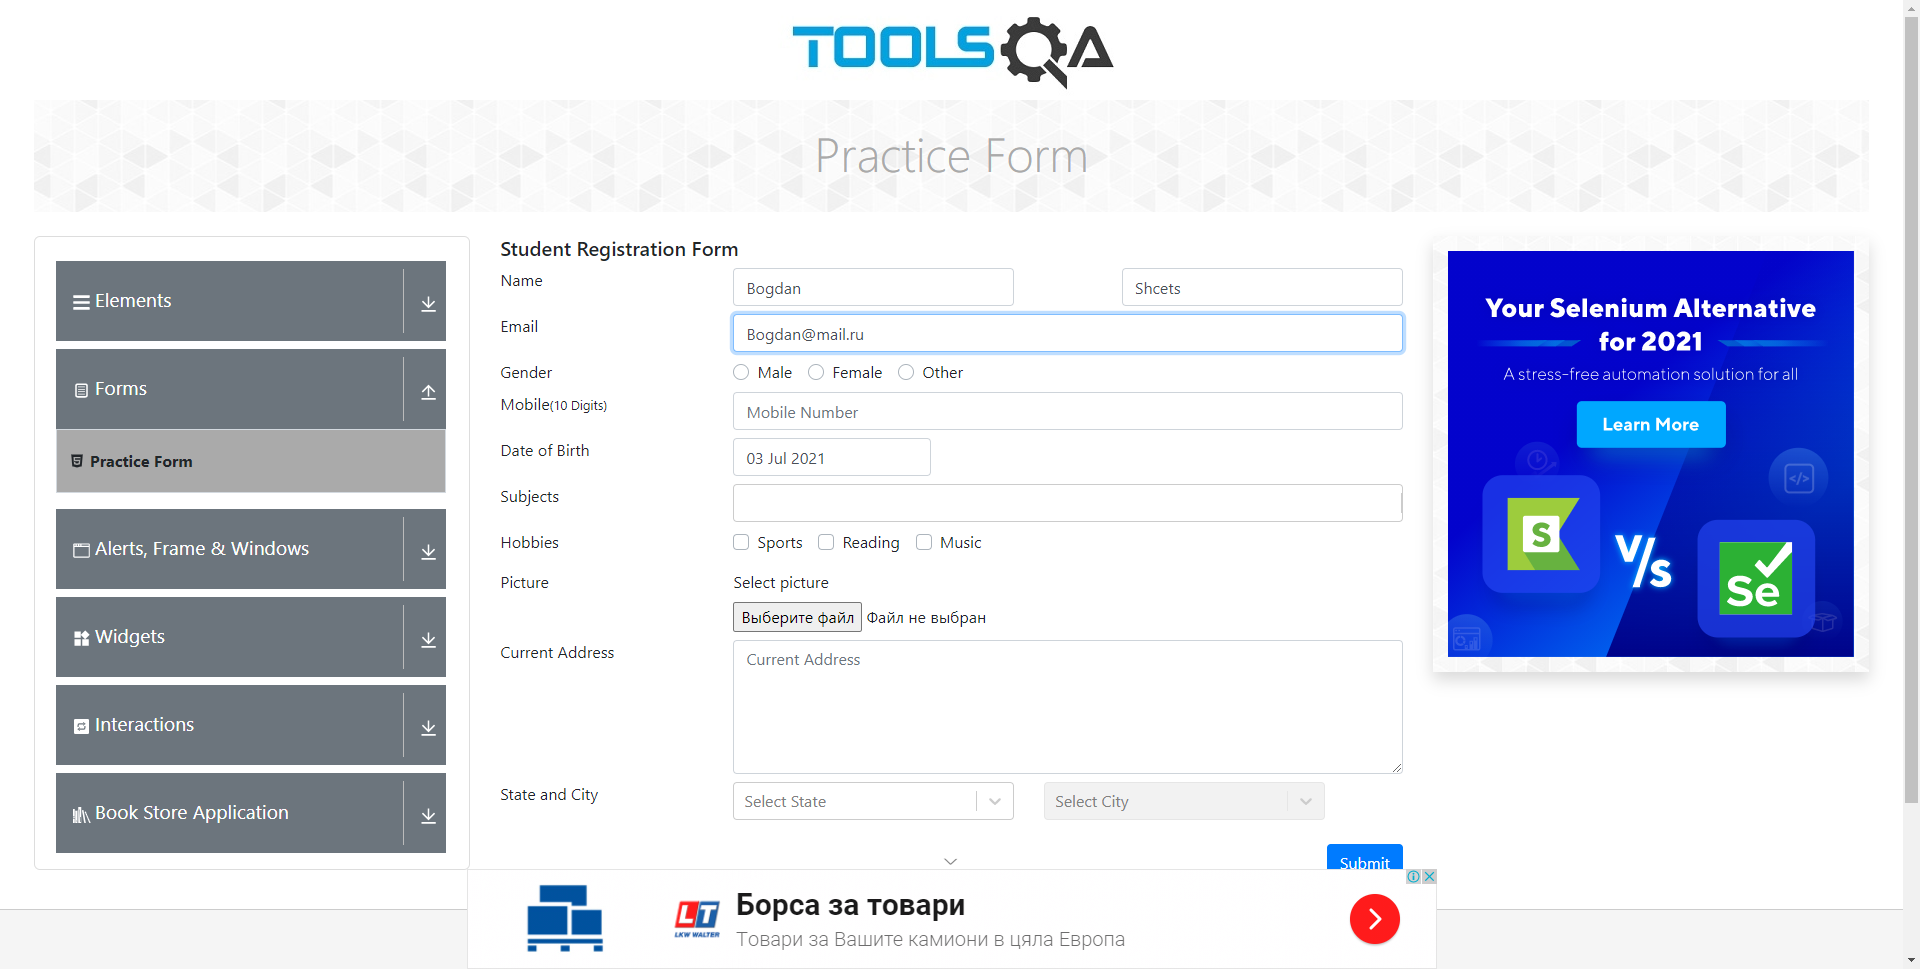 TOOLSQA
Practice Form
Elements
Forms
Practice Form
Alerts, Frame & Windows
Widgets
Interactions
Book Store Application
Student Registration Form
Name
Bogdan
Shcets
Email
Bogdan@mail.ru
Gender
Male Female Other
Mobile(10 Digits)
Mobile Number
Date of Birth
03 Jul 2021
Subjects
Hobbies
Sports Reading Music
Picture
Select picture
Выберите файл Файл не выбран
Current Address
Current Address
State and City
Select State
Select City
Submit
Your Selenium Alternative
for 2021
A stress-free automation solution for all
Learn More
S
V/s
Se
</>
LT
LKW WALTER
Борса за товари
Товари за Вашите камиони в цяла Европа